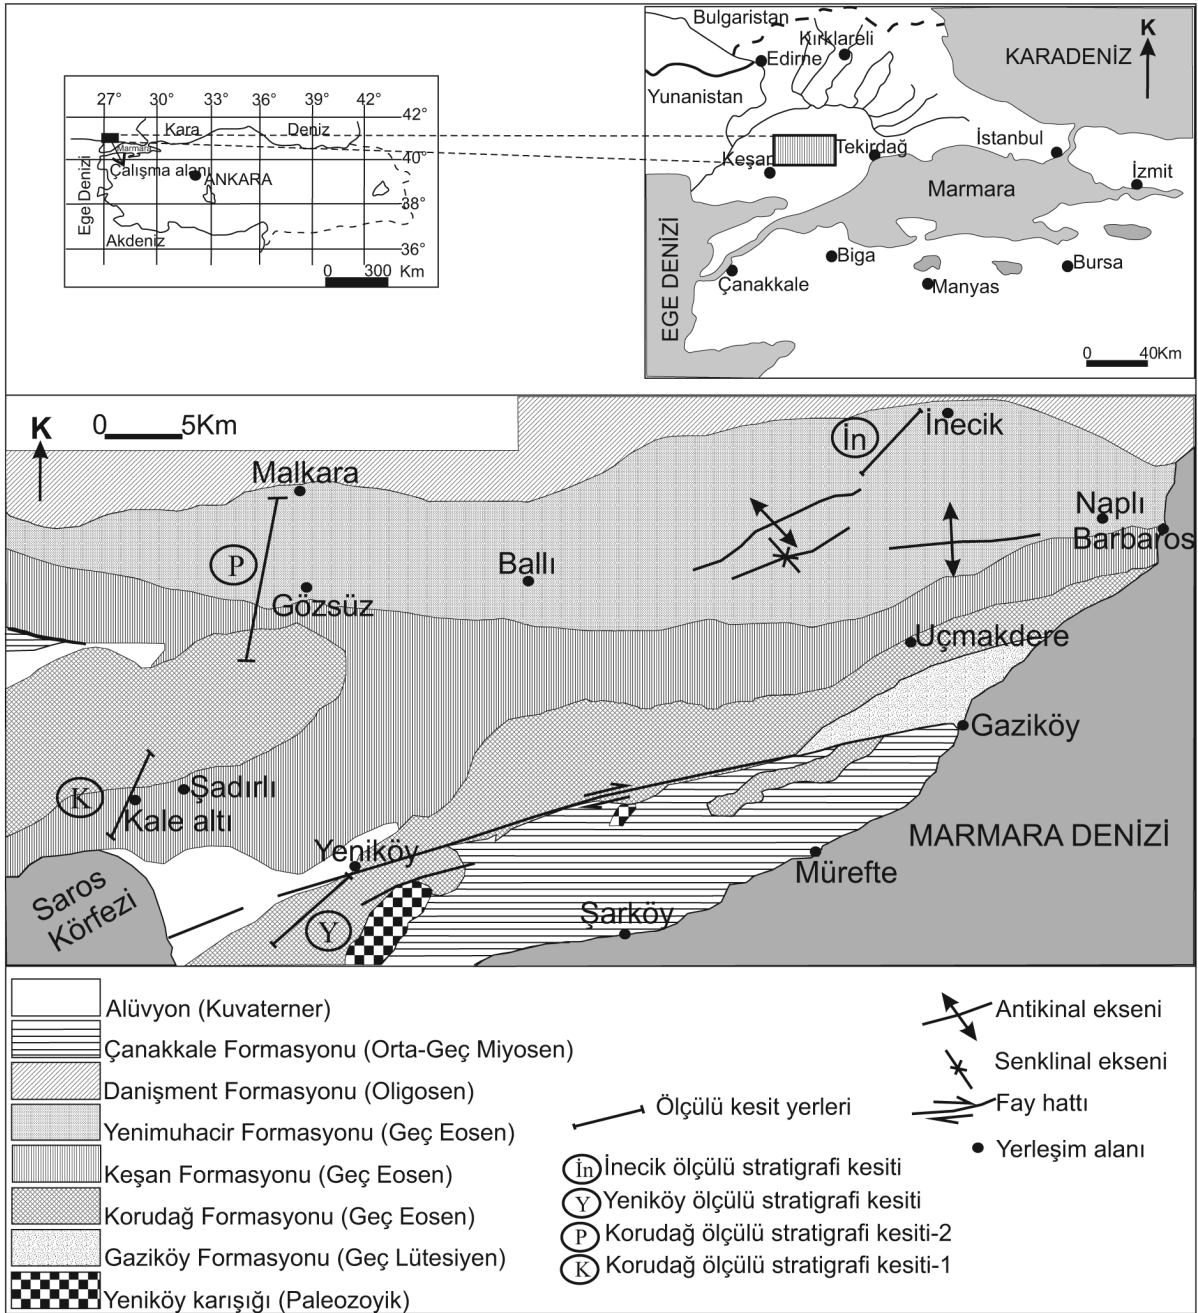 27° 30° 33° 36° 39° 42°
42°
Kara Deniz
Marmara
40°
Çalışma alanı
ANKARA
Ege Denizi
38°
Akdeniz
36°
0 300 Km
Bulgaristan
Kırklareli
K
Edirne
KARADENİZ
Yunanistan
İstanbul
Tekirdağ
Keşan
İzmit
Marmara
EGE DENİZİ
Biga
Bursa
Çanakkale
Manyas
0 40Km
K
0 5Km
İn
İnecik
Malkara
Naplı
Barbaros
P
Ballı
Gözsüz
Uçmakdere
Gaziköy
K
Şadırlı
Kale altı
MARMARA DENİZİ
Yeniköy
Mürefte
Saros
Körfezi
Y
Şarköy
Alüvyon (Kuvaterner)
Çanakkale Formasyonu (Orta-Geç Miyosen)
Danişment Formasyonu (Oligosen)
Yenimuhacir Formasyonu (Geç Eosen)
Keşan Formasyonu (Geç Eosen)
Korudağ Formasyonu (Geç Eosen)
Gaziköy Formasyonu (Geç Lütesiyen)
Yeniköy karışığı (Paleozoyik)
Ölçülü kesit yerleri
İn İnecik ölçülü stratigrafi kesiti
Y Yeniköy ölçülü stratigrafi kesiti
P Korudağ ölçülü stratigrafi kesiti-2
K Korudağ ölçülü stratigrafi kesiti-1
Antikinal ekseni
Senklinal ekseni
Fay hattı
Yerleşim alanı